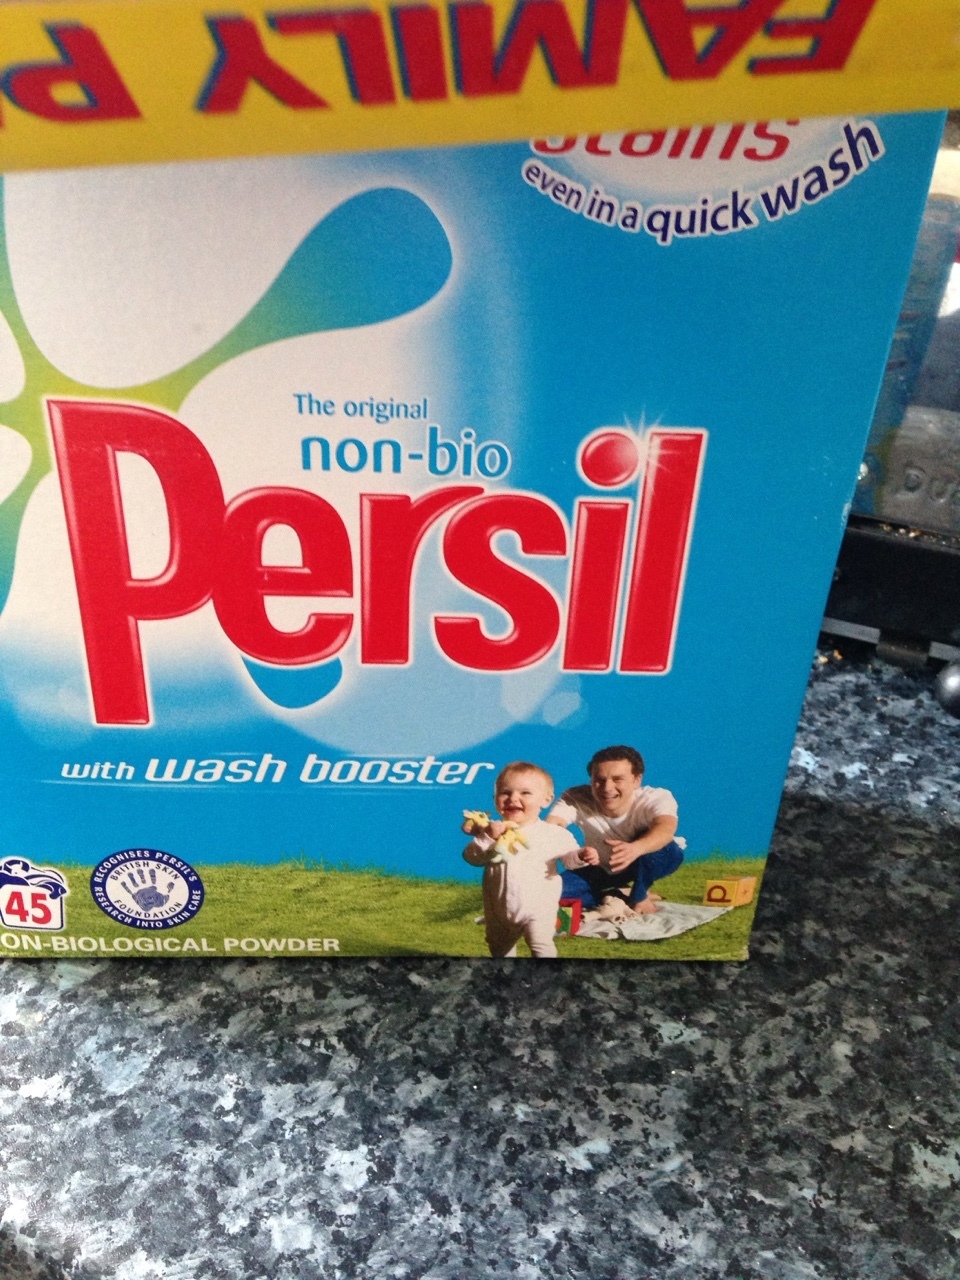 FAMILY P
stains
even in a quick wash
The original
non-bio
Persil
with wash booster
45
RECOGNISES PERSIL'S
RESEARCH INTO SKIN CARE
BRITISH SKIN
FOUNDATION
ON-BIOLOGICAL POWDER